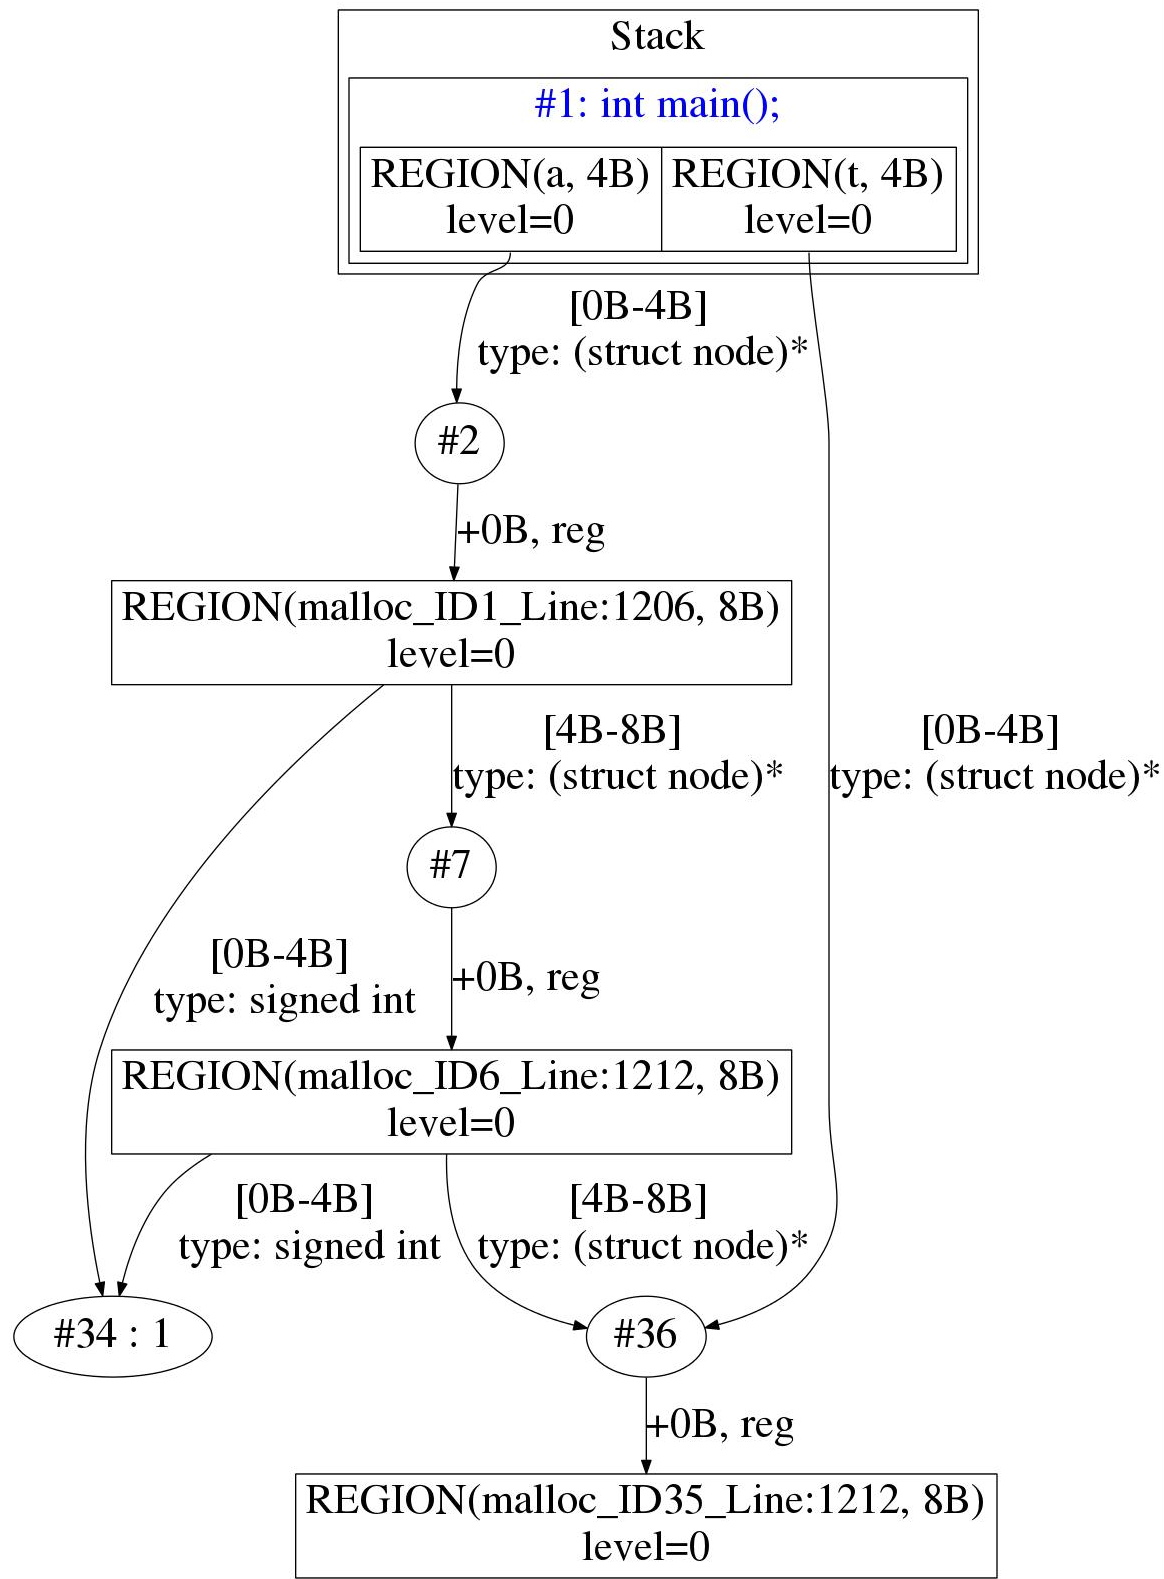 Stack
#1: int main();
REGION(a, 4B)
level=0
REGION(t, 4B)
level=0
[0B-4B]
type: (struct node)*
#2
+0B, reg
REGION(malloc_ID1_Line:1206, 8B)
level=0
[4B-8B]
type: (struct node)*
[0B-4B]
type: (struct node)*
#7
[0B-4B]
type: signed int
+0B, reg
REGION(malloc_ID6_Line:1212, 8B)
level=0
[0B-4B]
type: signed int
[4B-8B]
type: (struct node)*
#34 : 1
#36
+0B, reg
REGION(malloc_ID35_Line:1212, 8B)
level=0